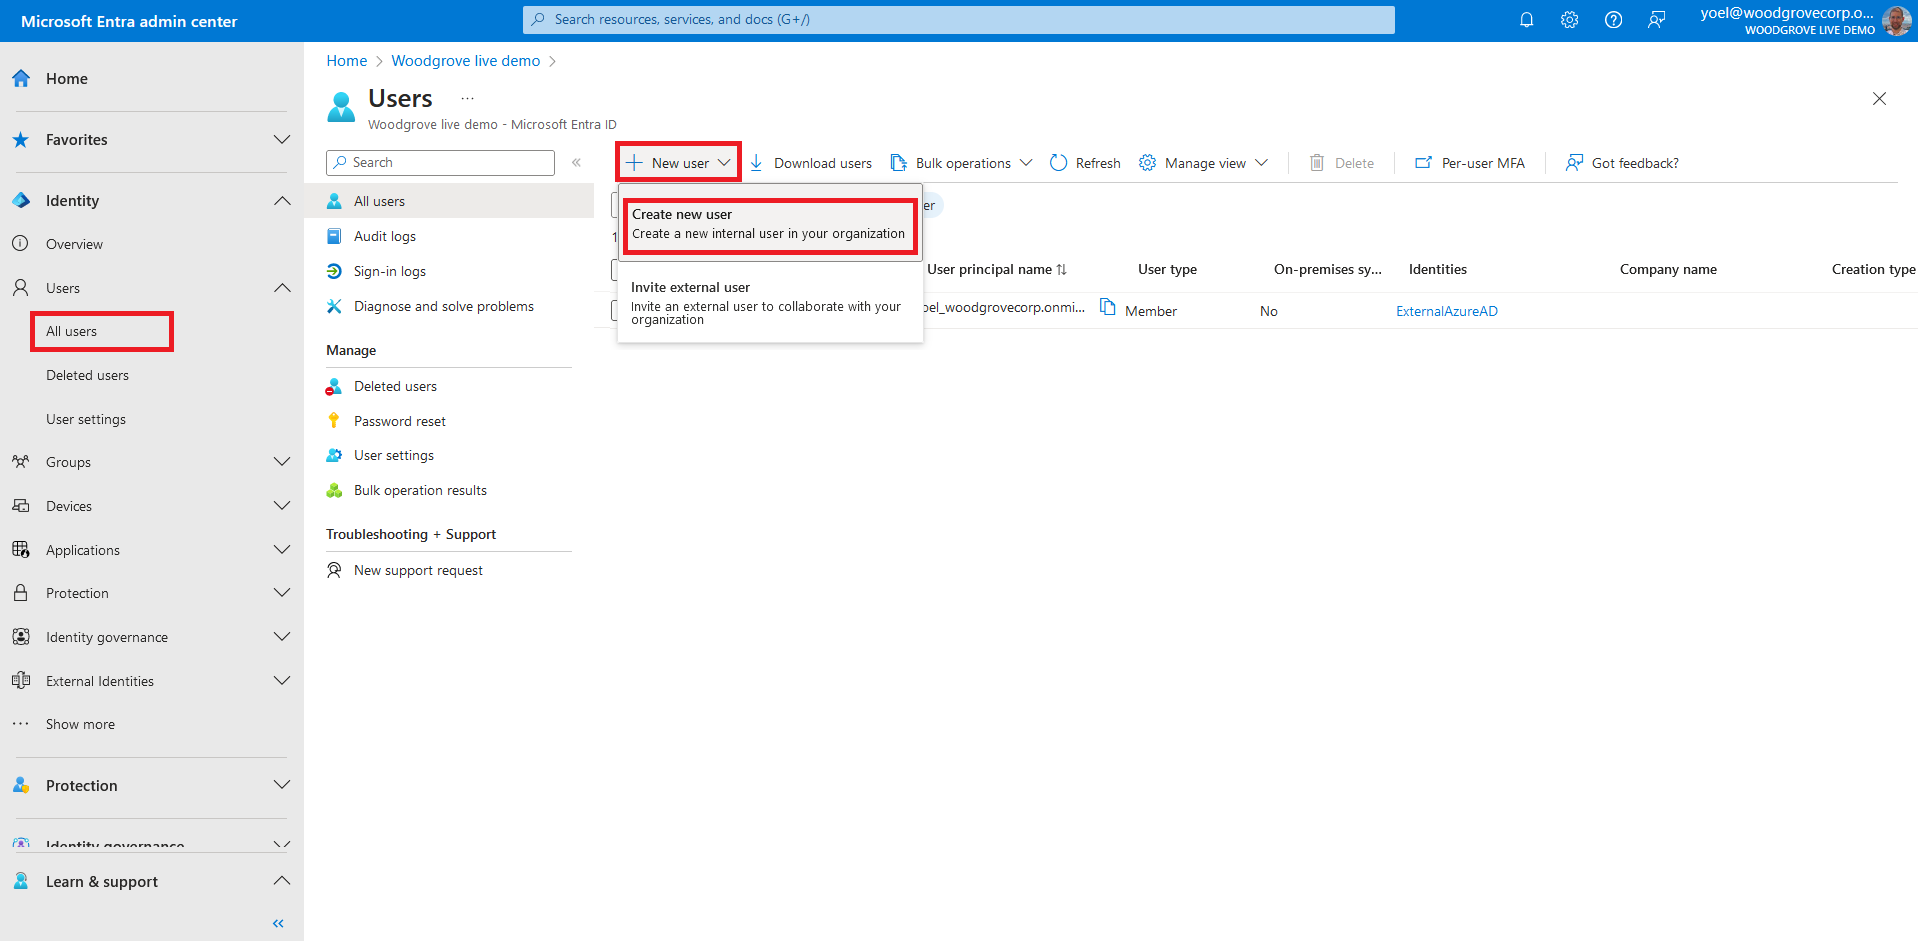 Microsoft Entra admin center
Search resources, services, and docs (G+/)
yoel@woodgrovecorp.o...
WOODGROVE LIVE DEMO
Home
Favorites
Identity
Overview
Users
All users
Deleted users
User settings
Groups
Devices
Applications
Protection
Identity governance
External Identities
Show more
Protection
Identity governance
Learn & support
Home > Woodgrove live demo >
Users ...
Woodgrove live demo - Microsoft Entra ID
Search
All users
Audit logs
Sign-in logs
Diagnose and solve problems
Manage
Deleted users
Password reset
User settings
Bulk operation results
Troubleshooting + Support
New support request
New user Download users Bulk operations Refresh Manage view Delete Per-user MFA Got feedback?
Create new user
Create a new internal user in your organization
Invite external user
Invite an external user to collaborate with your
organization
er
1
User principal name User type On-premises sy... Identities Company name Creation type
oel_woodgrovecorp.onmi... Member No ExternalAzureAD